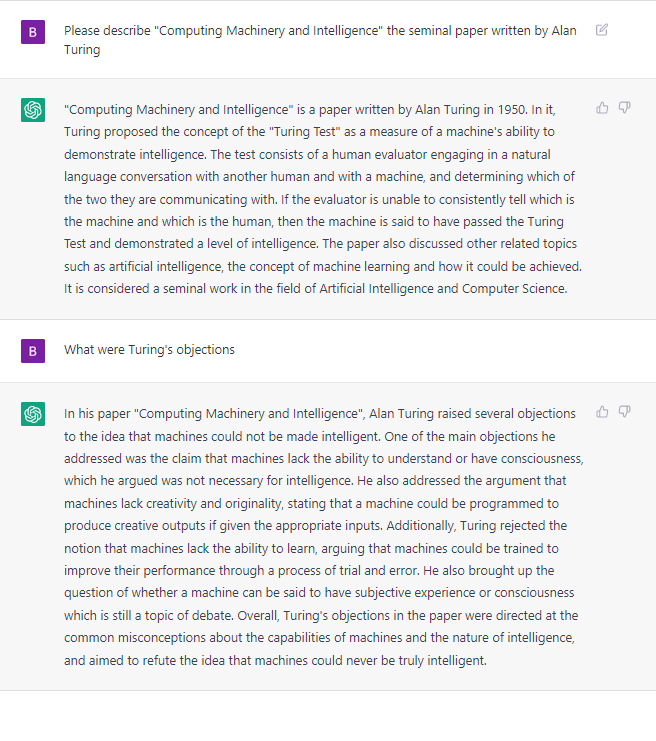 B
Please describe "Computing Machinery and Intelligence" the seminal paper written by Alan
Turing
"Computing Machinery and Intelligence" is a paper written by Alan Turing in 1950. In it,
Turing proposed the concept of the "Turing Test" as a measure of a machine's ability to
demonstrate intelligence. The test consists of a human evaluator engaging in a natural
language conversation with another human and with a machine, and determining which of
the two they are communicating with. If the evaluator is unable to consistently tell which is
the machine and which is the human, then the machine is said to have passed the Turing
Test and demonstrated a level of intelligence. The paper also discussed other related topics
such as artificial intelligence, the concept of machine learning and how it could be achieved.
It is considered a seminal work in the field of Artificial Intelligence and Computer Science.
B
What were Turing's objections
In his paper "Computing Machinery and Intelligence", Alan Turing raised several objections
to the idea that machines could not be made intelligent. One of the main objections he
addressed was the claim that machines lack the ability to understand or have consciousness,
which he argued was not necessary for intelligence. He also addressed the argument that
machines lack creativity and originality, stating that a machine could be programmed to
produce creative outputs if given the appropriate inputs. Additionally, Turing rejected the
notion that machines lack the ability to learn, arguing that machines could be trained to
improve their performance through a process of trial and error. He also brought up the
question of whether a machine can be said to have subjective experience or consciousness
which is still a topic of debate. Overall, Turing's objections in the paper were directed at the
common misconceptions about the capabilities of machines and the nature of intelligence,
and aimed to refute the idea that machines could never be truly intelligent.